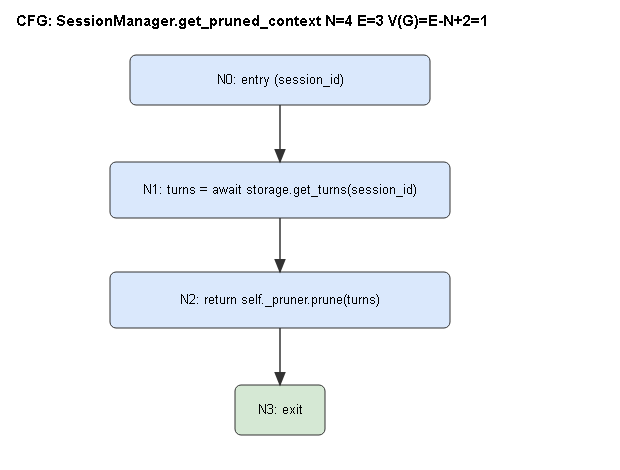 CFG: SessionManager.get_pruned_context N=4 E=3 V(G)=E-N+2=1
N0: entry (session_id)
N1: turns = await storage.get_turns(session_id)
N2: return self._pruner.prune(turns)
N3: exit